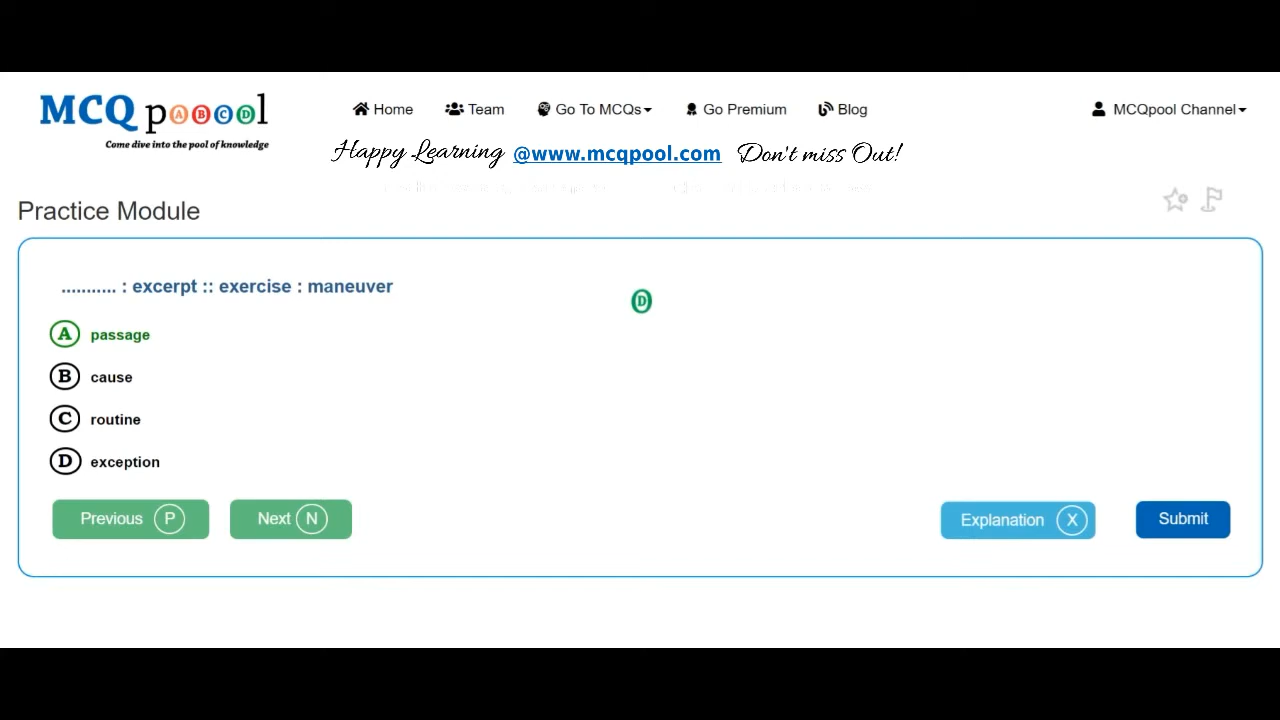 MCQ pABCDl
Come dive into the pool of knowledge
Home Team Go To MCQs Go Premium Blog MCQpool Channel
Happy Learning @www.mcqpool.com Don't miss Out!
Practice Module
........... : excerpt :: exercise : maneuver
D
A passage
B cause
C routine
D exception
Previous P Next N Explanation X Submit